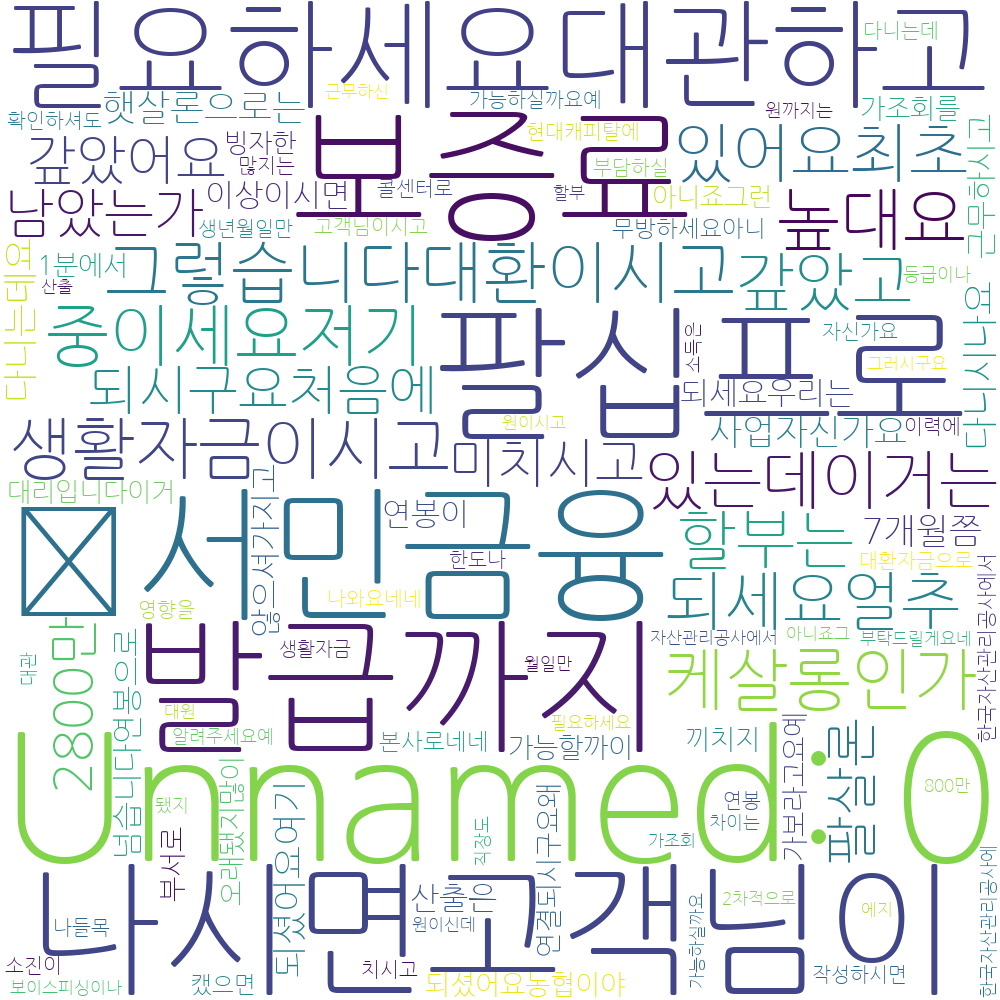 필요하세요대관하고
다니는데
햇살론으로는
근무하신
가능하실까요예
원까지는
가조회를
확인하셔도
갚았어요
빙자한
많지는
보증료
현대캐피탈에
부담하실
있어요최초
근무하시고
남았는가
이상이시면
콜센터로
할부
아니죠그런
높대요
생년월일만
고객님이시고
무방하세요아니
다니는데요
1분에서
산출
그렇습니다대환이시고
갚았고
등급이나
중이세요저기
팔십프로
소득은
자신가요
그러시구요
다니시나요
되시구요처음에
되세요우리는
생활자금이시고
원이시고
미치시고
사업자신가요
이력에
있는데이거는
대리입니다이거
서민금융
않으셔가지고
연봉이
한도나
할부는
7개월쯤
대환자금으로
나와요네네
되세요얼추
영향을
발급까지
2800만
대관
넘습니다연봉으로
생활자금
월일만
자산관리공사에서
아니죠그
부탁드릴게요네
한국자산관리공사에서
케살롱인가
대원
알려주세요예
본사로네네
가능할까이
필요하세요
끼치지
가보라고요예
팔살론
Unnamed 0
됐지
오래됐지많이
되셨어요여기
부서로
직장도
연결되시구요왜
가조회
연봉
차이는
800만
나시면고객님이
산출은
원이신데
나들목
소진이
보이스피싱이나
캤으면
치시고
되셨어요농협이야
가능하실까요
2차적으로
에지
작성하시면
한국자산관리공사에